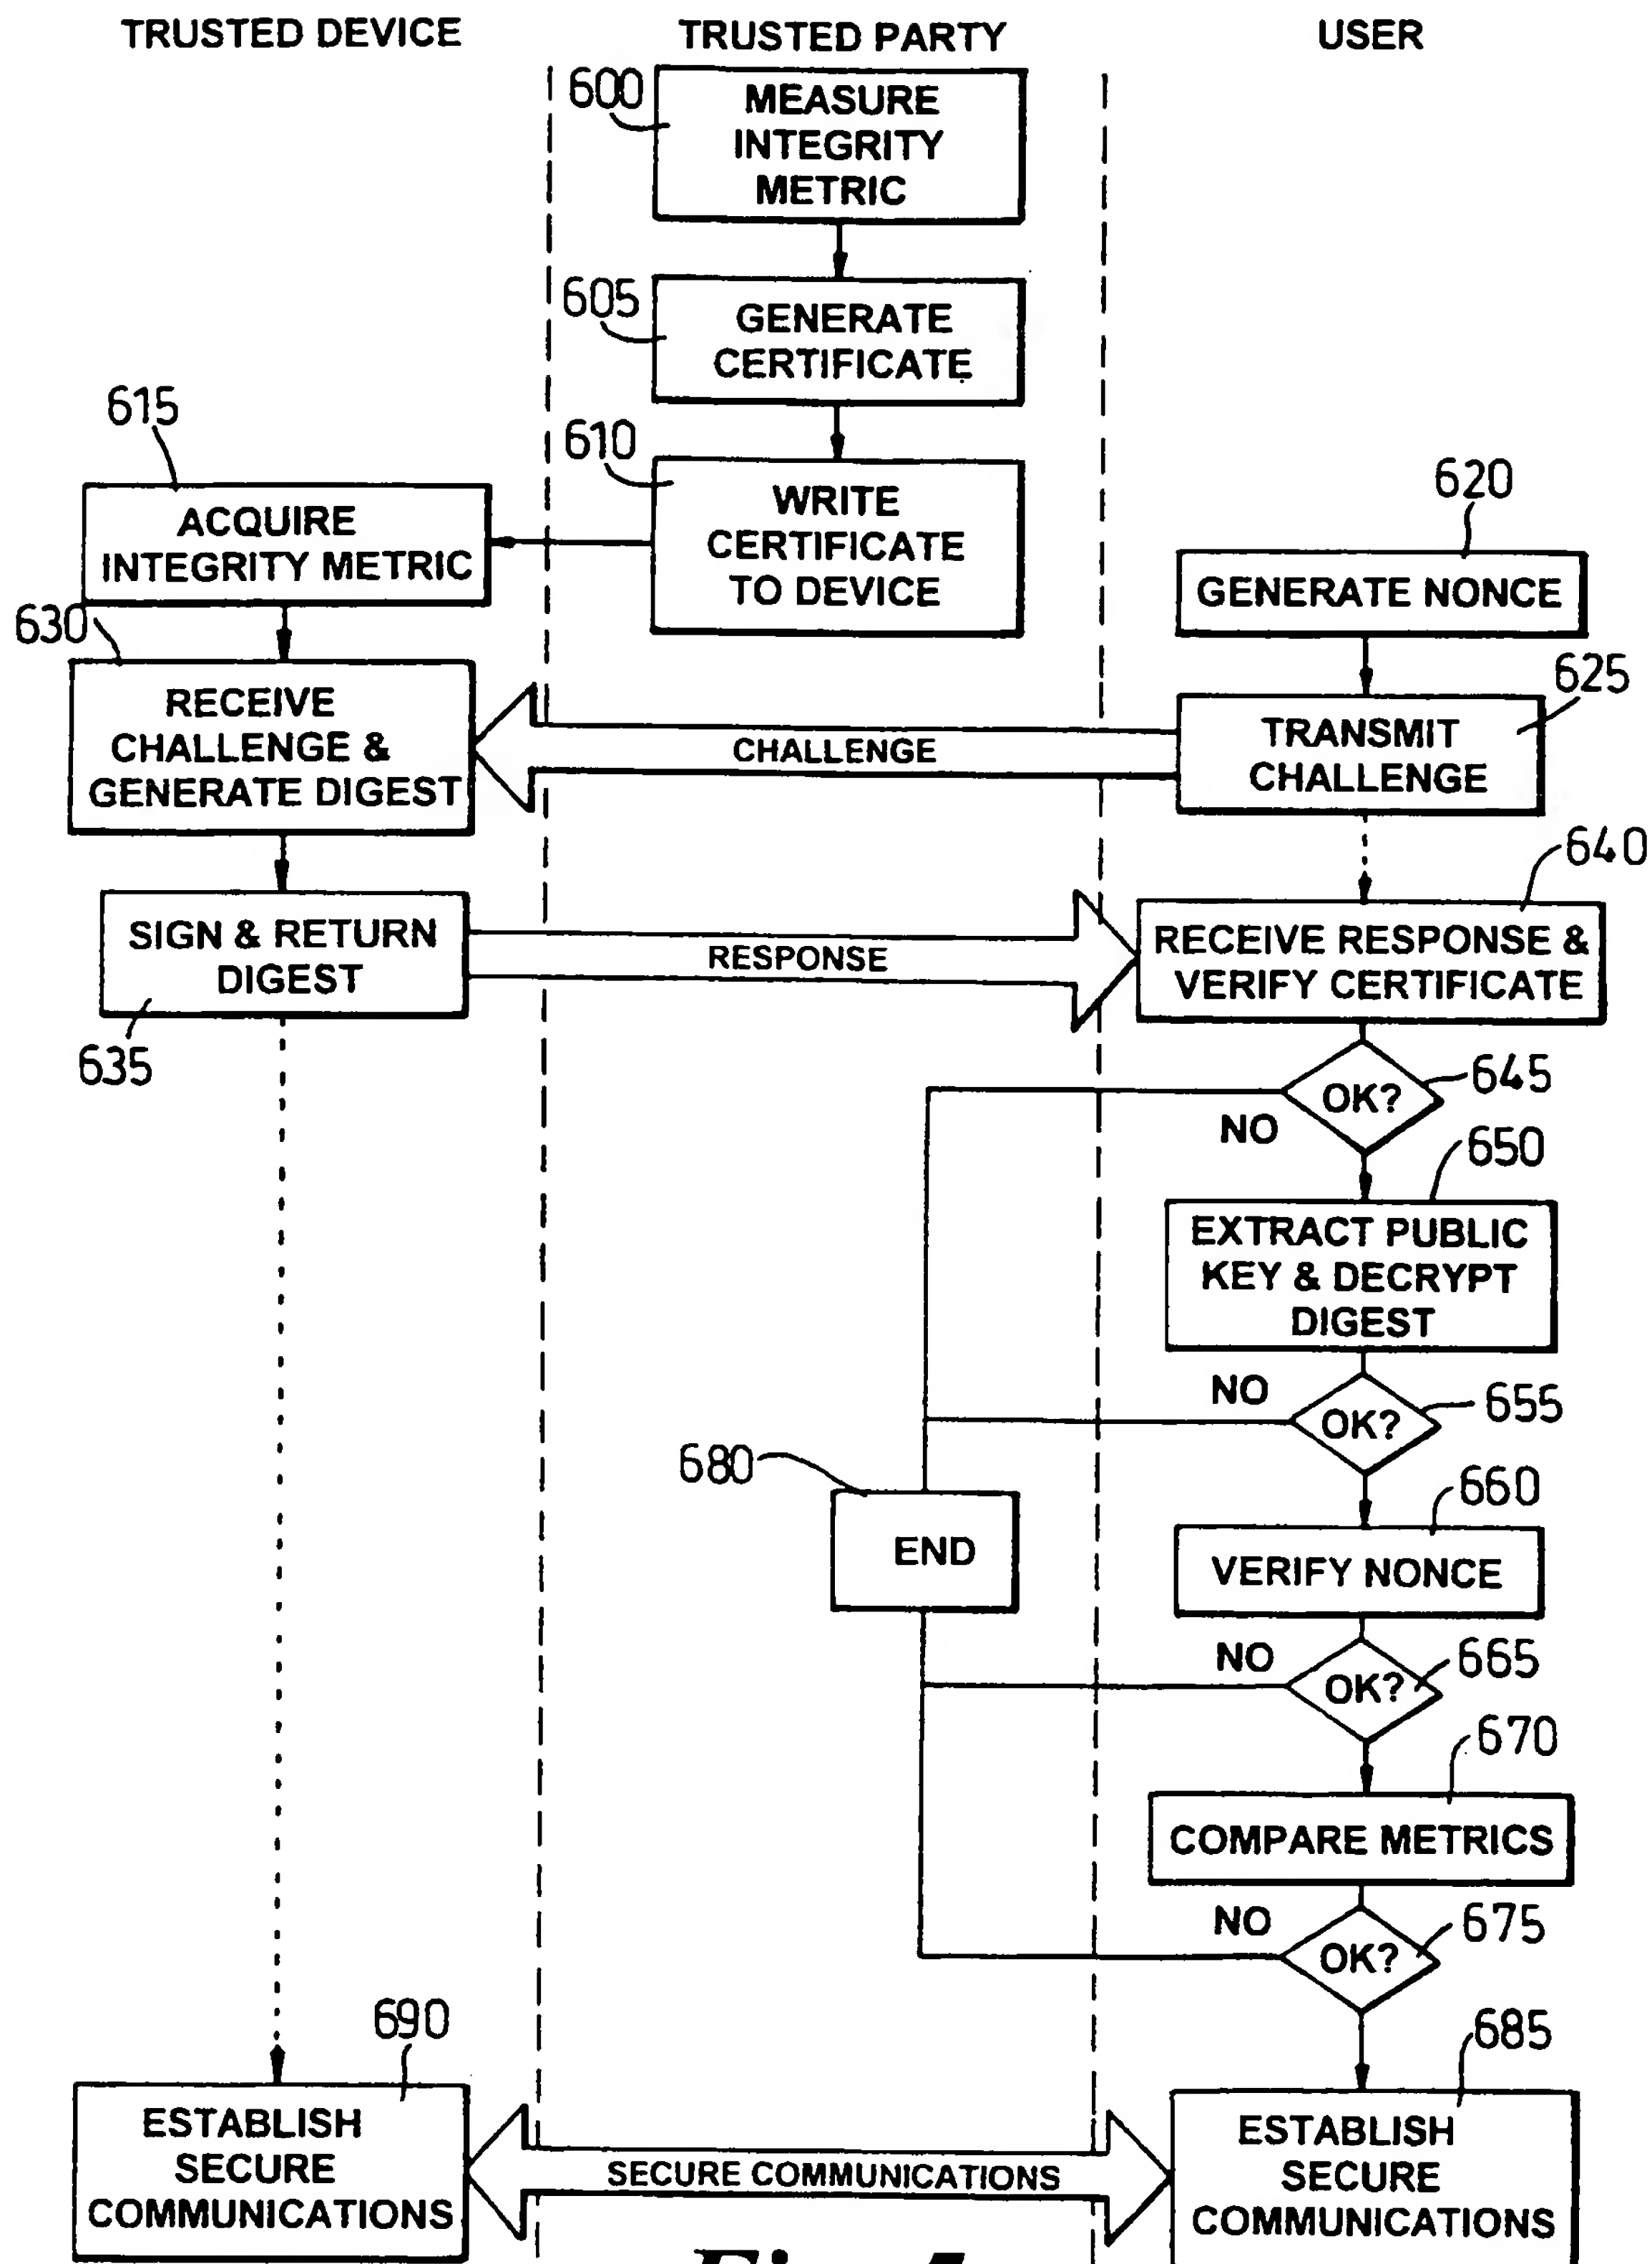 TRUSTED DEVICE
TRUSTED PARTY
USER
600
MEASURE
INTEGRITY
METRIC
605
GENERATE
CERTIFICATE
610
WRITE
CERTIFICATE
TO DEVICE
615
ACQUIRE
INTEGRITY METRIC
620
GENERATE NONCE
625
TRANSMIT
CHALLENGE
CHALLENGE
630
RECEIVE
CHALLENGE &
GENERATE DIGEST
635
SIGN & RETURN
DIGEST
RESPONSE
640
RECEIVE RESPONSE &
VERIFY CERTIFICATE
645
OK?
NO
650
EXTRACT PUBLIC
KEY & DECRYPT
DIGEST
655
OK?
NO
680
END
660
VERIFY NONCE
665
OK?
NO
670
COMPARE METRICS
675
OK?
NO
690
ESTABLISH
SECURE
COMMUNICATIONS
SECURE COMMUNICATIONS
685
ESTABLISH
SECURE
COMMUNICATIONS